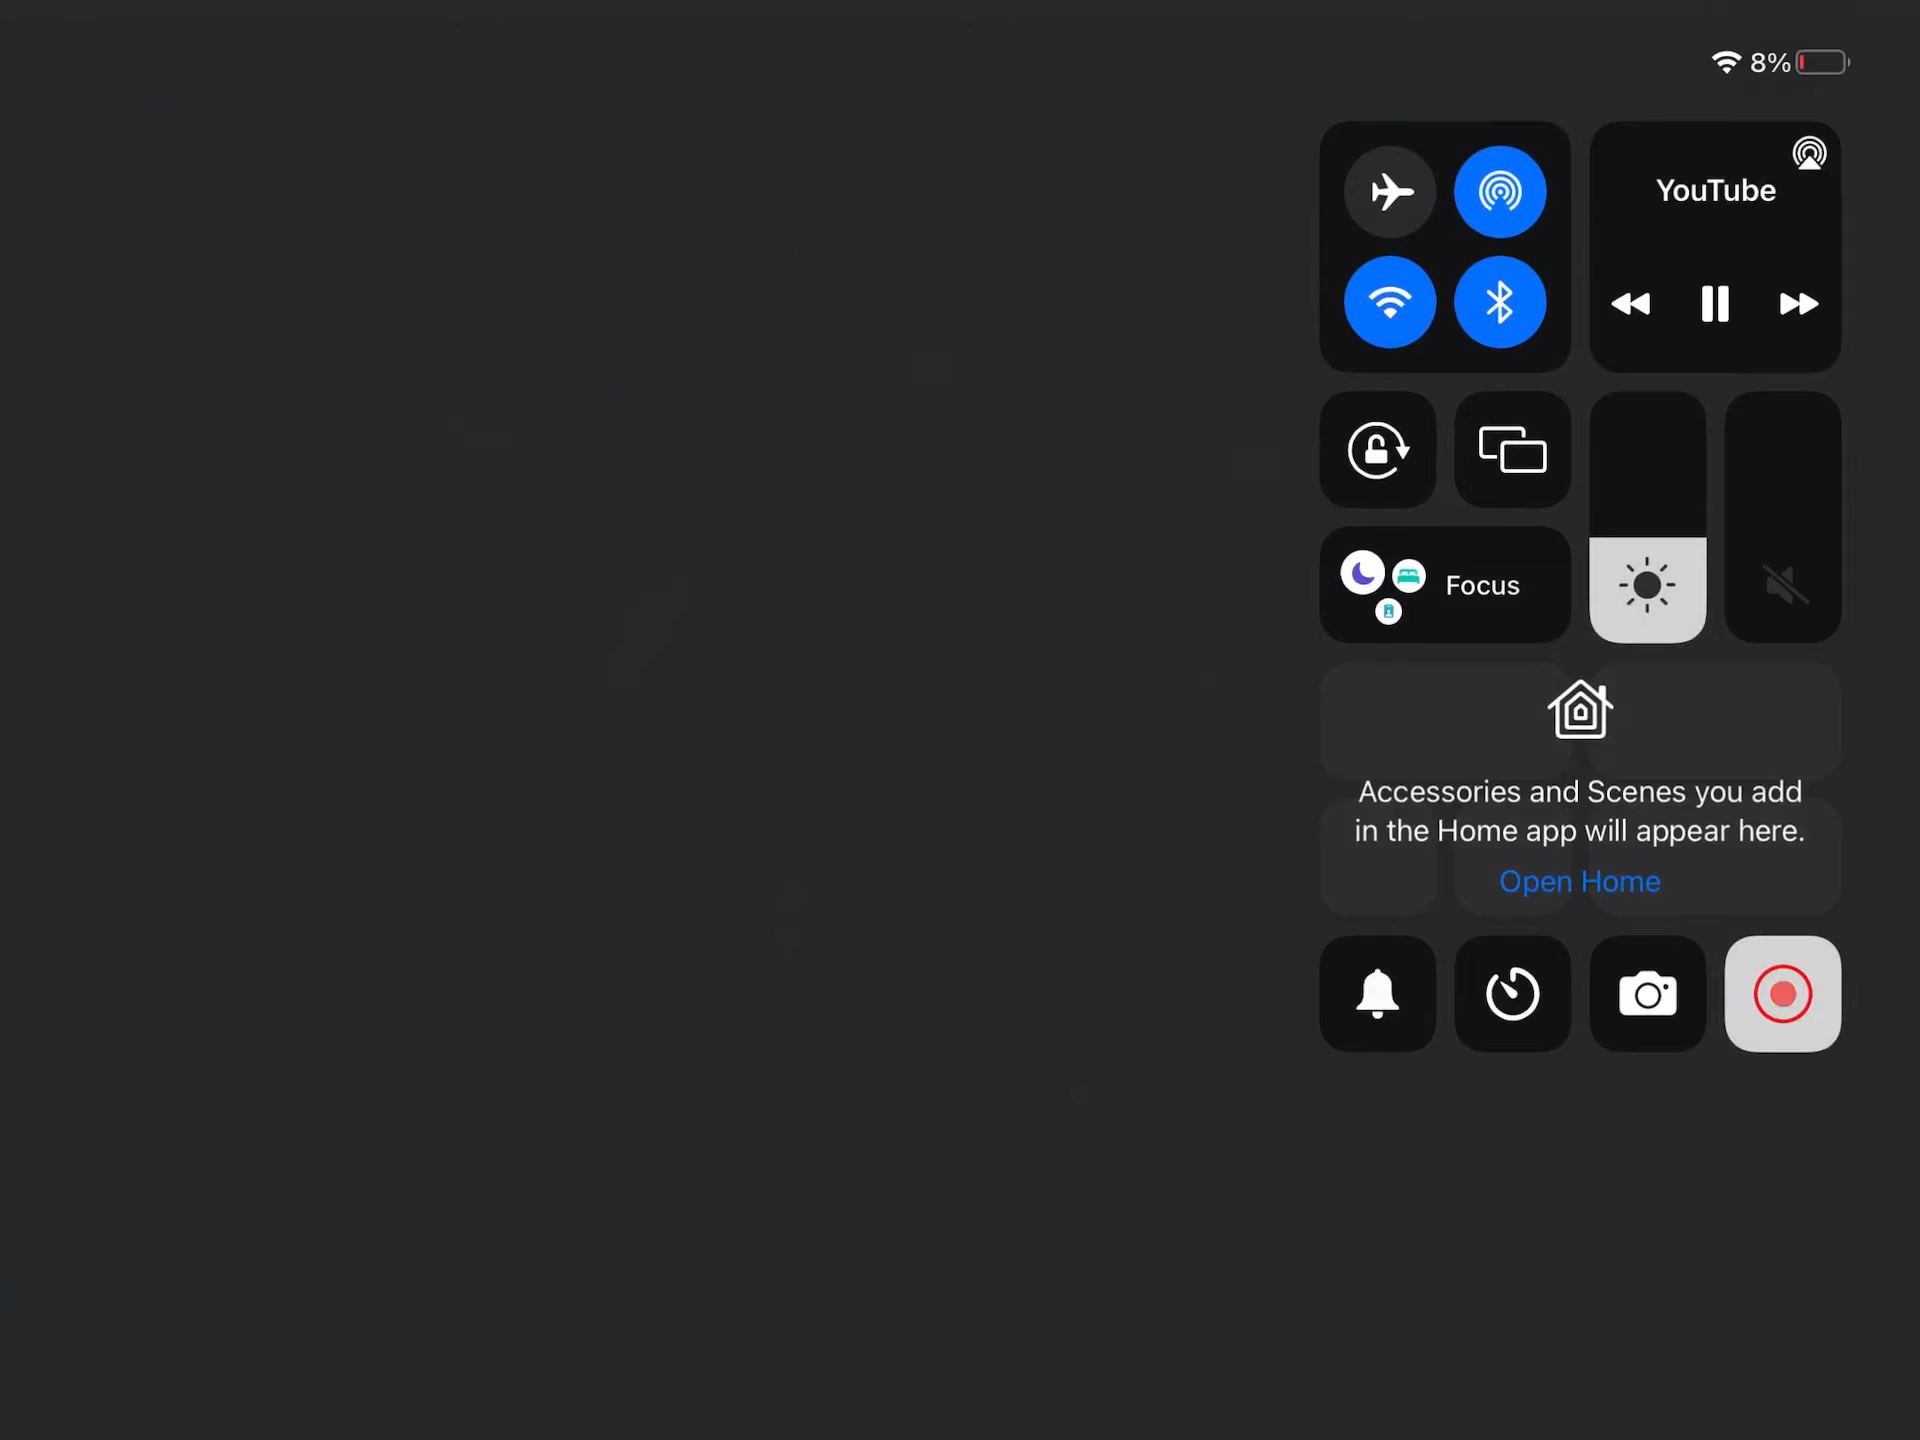 8%
YouTube
Focus
Accessories and Scenes you add
in the Home app will appear here.
Open Home